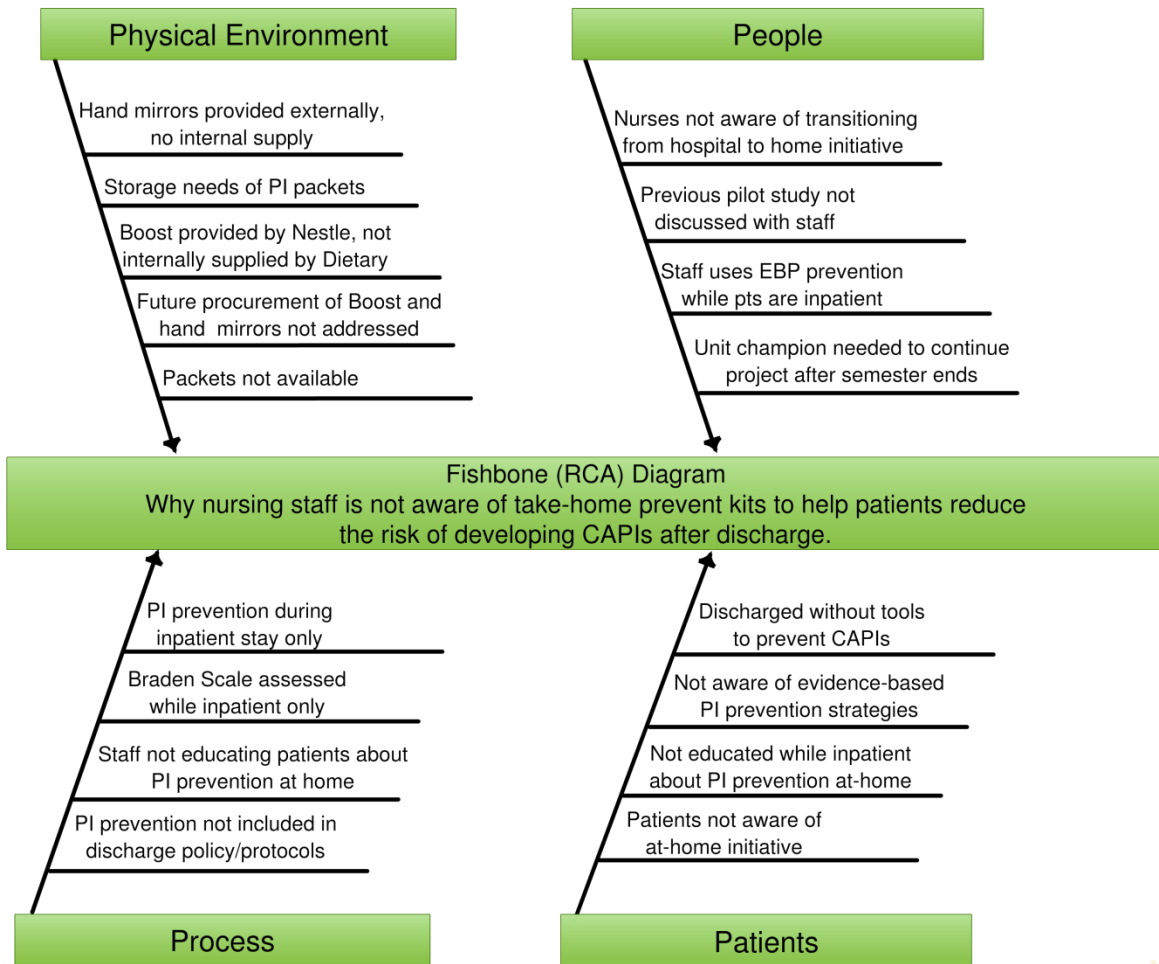 Physical Environment
Hand mirrors provided externally,
no internal supply
Storage needs of PI packets
Boost provided by Nestle, not
internally supplied by Dietary
Future procurement of Boost and
hand mirrors not addressed
Packets not available
People
Nurses not aware of transitioning
from hospital to home initiative
Previous pilot study not
discussed with staff
Staff uses EBP prevention
while pts are inpatient
Unit champion needed to continue
project after semester ends
Fishbone (RCA) Diagram
Why nursing staff is not aware of take-home prevent kits to help patients reduce
the risk of developing CAPIs after discharge.
PI prevention during
inpatient stay only
Braden Scale assessed
while inpatient only
Staff not educating patients about
PI prevention at home
PI prevention not included in
discharge policy/protocols
Process
Discharged without tools
to prevent CAPIs
Not aware of evidence-based
PI prevention strategies
Not educated while inpatient
about PI prevention at-home
Patients not aware of
at-home initiative
Patients